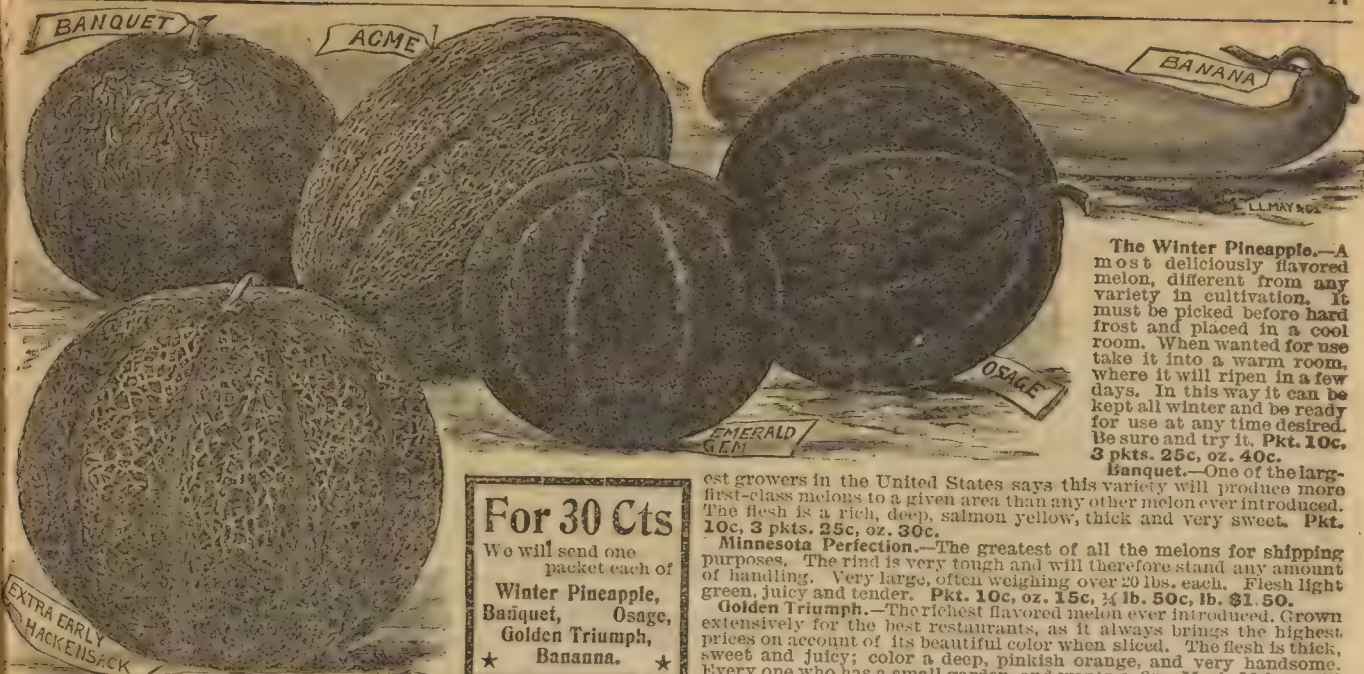 BANQUET
ACME
BANANA
L.L.MAY & CO.
OSAGE
EMERALD
GEM
EXTRA EARLY
HACKENSACK
For 30 Cts
We will send one
packet each of
Winter Pineapple,
Banquet, Osage,
Golden Triumph,
★ Bananna. ★
The Winter Pineapple.—A
most deliciously flavored
melon, different from any
variety in cultivation. It
must be picked before hard
frost and placed in a cool
room. When wanted for use
take it into a warm room,
where it will ripen in a few
days. In this way it can be
kept all winter and be ready
for use at any time desired.
Be sure and try it. Pkt. 10c,
3 pkts. 25c, oz. 40c.
Banquet.—One of the larg-
est growers in the United States says this variety will produce more
first-class melons to a given area than any other melon ever introduced.
The flesh is a rich, deep, salmon yellow, thick and very sweet. Pkt.
10c, 3 pkts. 25c, oz. 30c.
Minnesota Perfection.—The greatest of all the melons for shipping
purposes. The rind is very tough and will therefore stand any amount
of handling. Very large, often weighing over 20 lbs. each. Flesh light
green, juicy and tender. Pkt. 10c, oz. 15c, ¼ lb. 50c, lb. $1.50.
Golden Triumph.—The richest flavored melon ever introduced. Grown
extensively for the best restaurants, as it always brings the highest
prices on account of its beautiful color when sliced. The flesh is thick,
sweet and juicy; color a deep, pinkish orange, and very handsome.
Every one who has a small garden